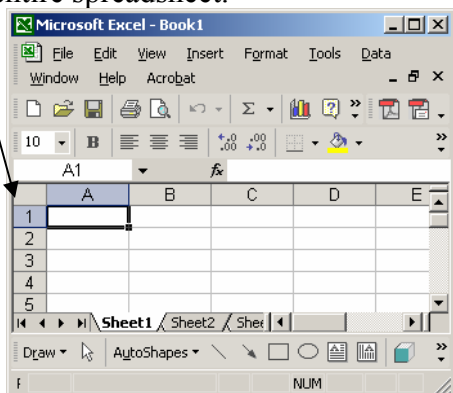 entire spreadsheet.
Microsoft Excel - Book1
File Edit View Insert Format Tools Data
Window Help Acrobat
10 B
A1 fx
A B C D E
1
2
3
4
5
Sheet1 Sheet2
Draw AutoShapes
NUM